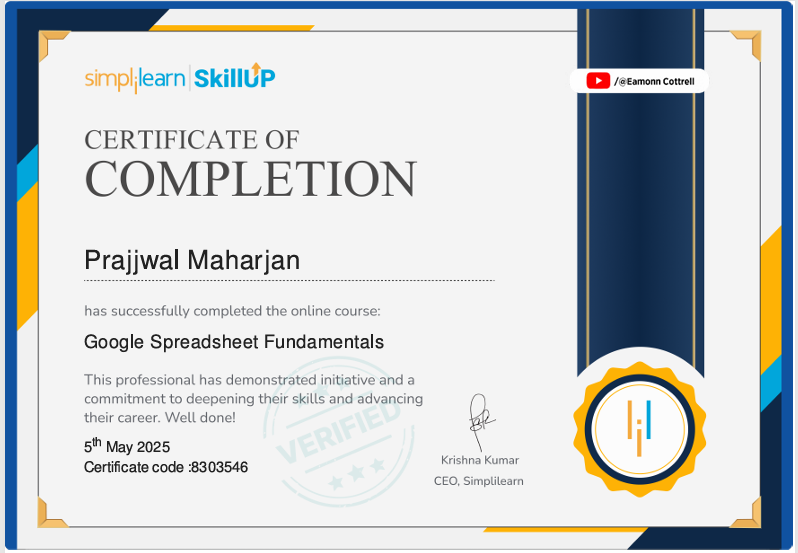 simplilearn | SkillUP
/@Eamonn Cottrell
CERTIFICATE OF
COMPLETION
Prajjwal Maharjan
has successfully completed the online course:
Google Spreadsheet Fundamentals
This professional has demonstrated initiative and a
commitment to deepening their skills and advancing
their career. Well done!
VERIFIED
5th May 2025
Certificate code :8303546
Krishna Kumar
CEO, Simplilearn